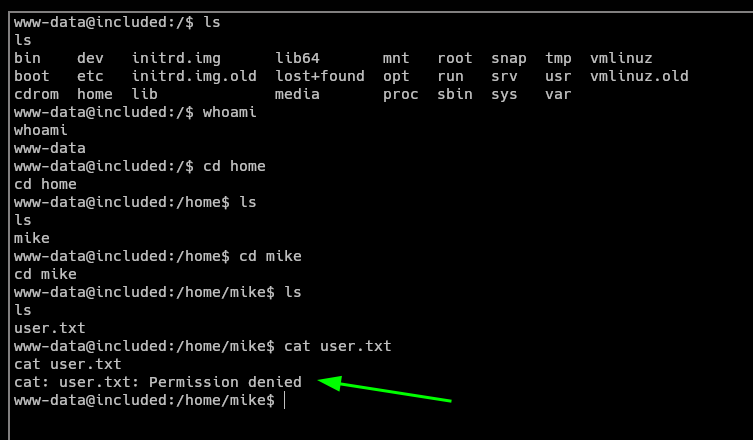 www-data@included:/$ ls
ls
bin    dev   initrd.img      lib64       mnt   root  snap  tmp  vmlinuz
boot   etc   initrd.img.old  lost+found  opt   run   srv   usr  vmlinuz.old
cdrom  home  lib             media       proc  sbin  sys   var
www-data@included:/$ whoami
whoami
www-data
www-data@included:/$ cd home
cd home
www-data@included:/home$ ls
ls
mike
www-data@included:/home$ cd mike
cd mike
www-data@included:/home/mike$ ls
ls
user.txt
www-data@included:/home/mike$ cat user.txt
cat user.txt
cat: user.txt: Permission denied
www-data@included:/home/mike$